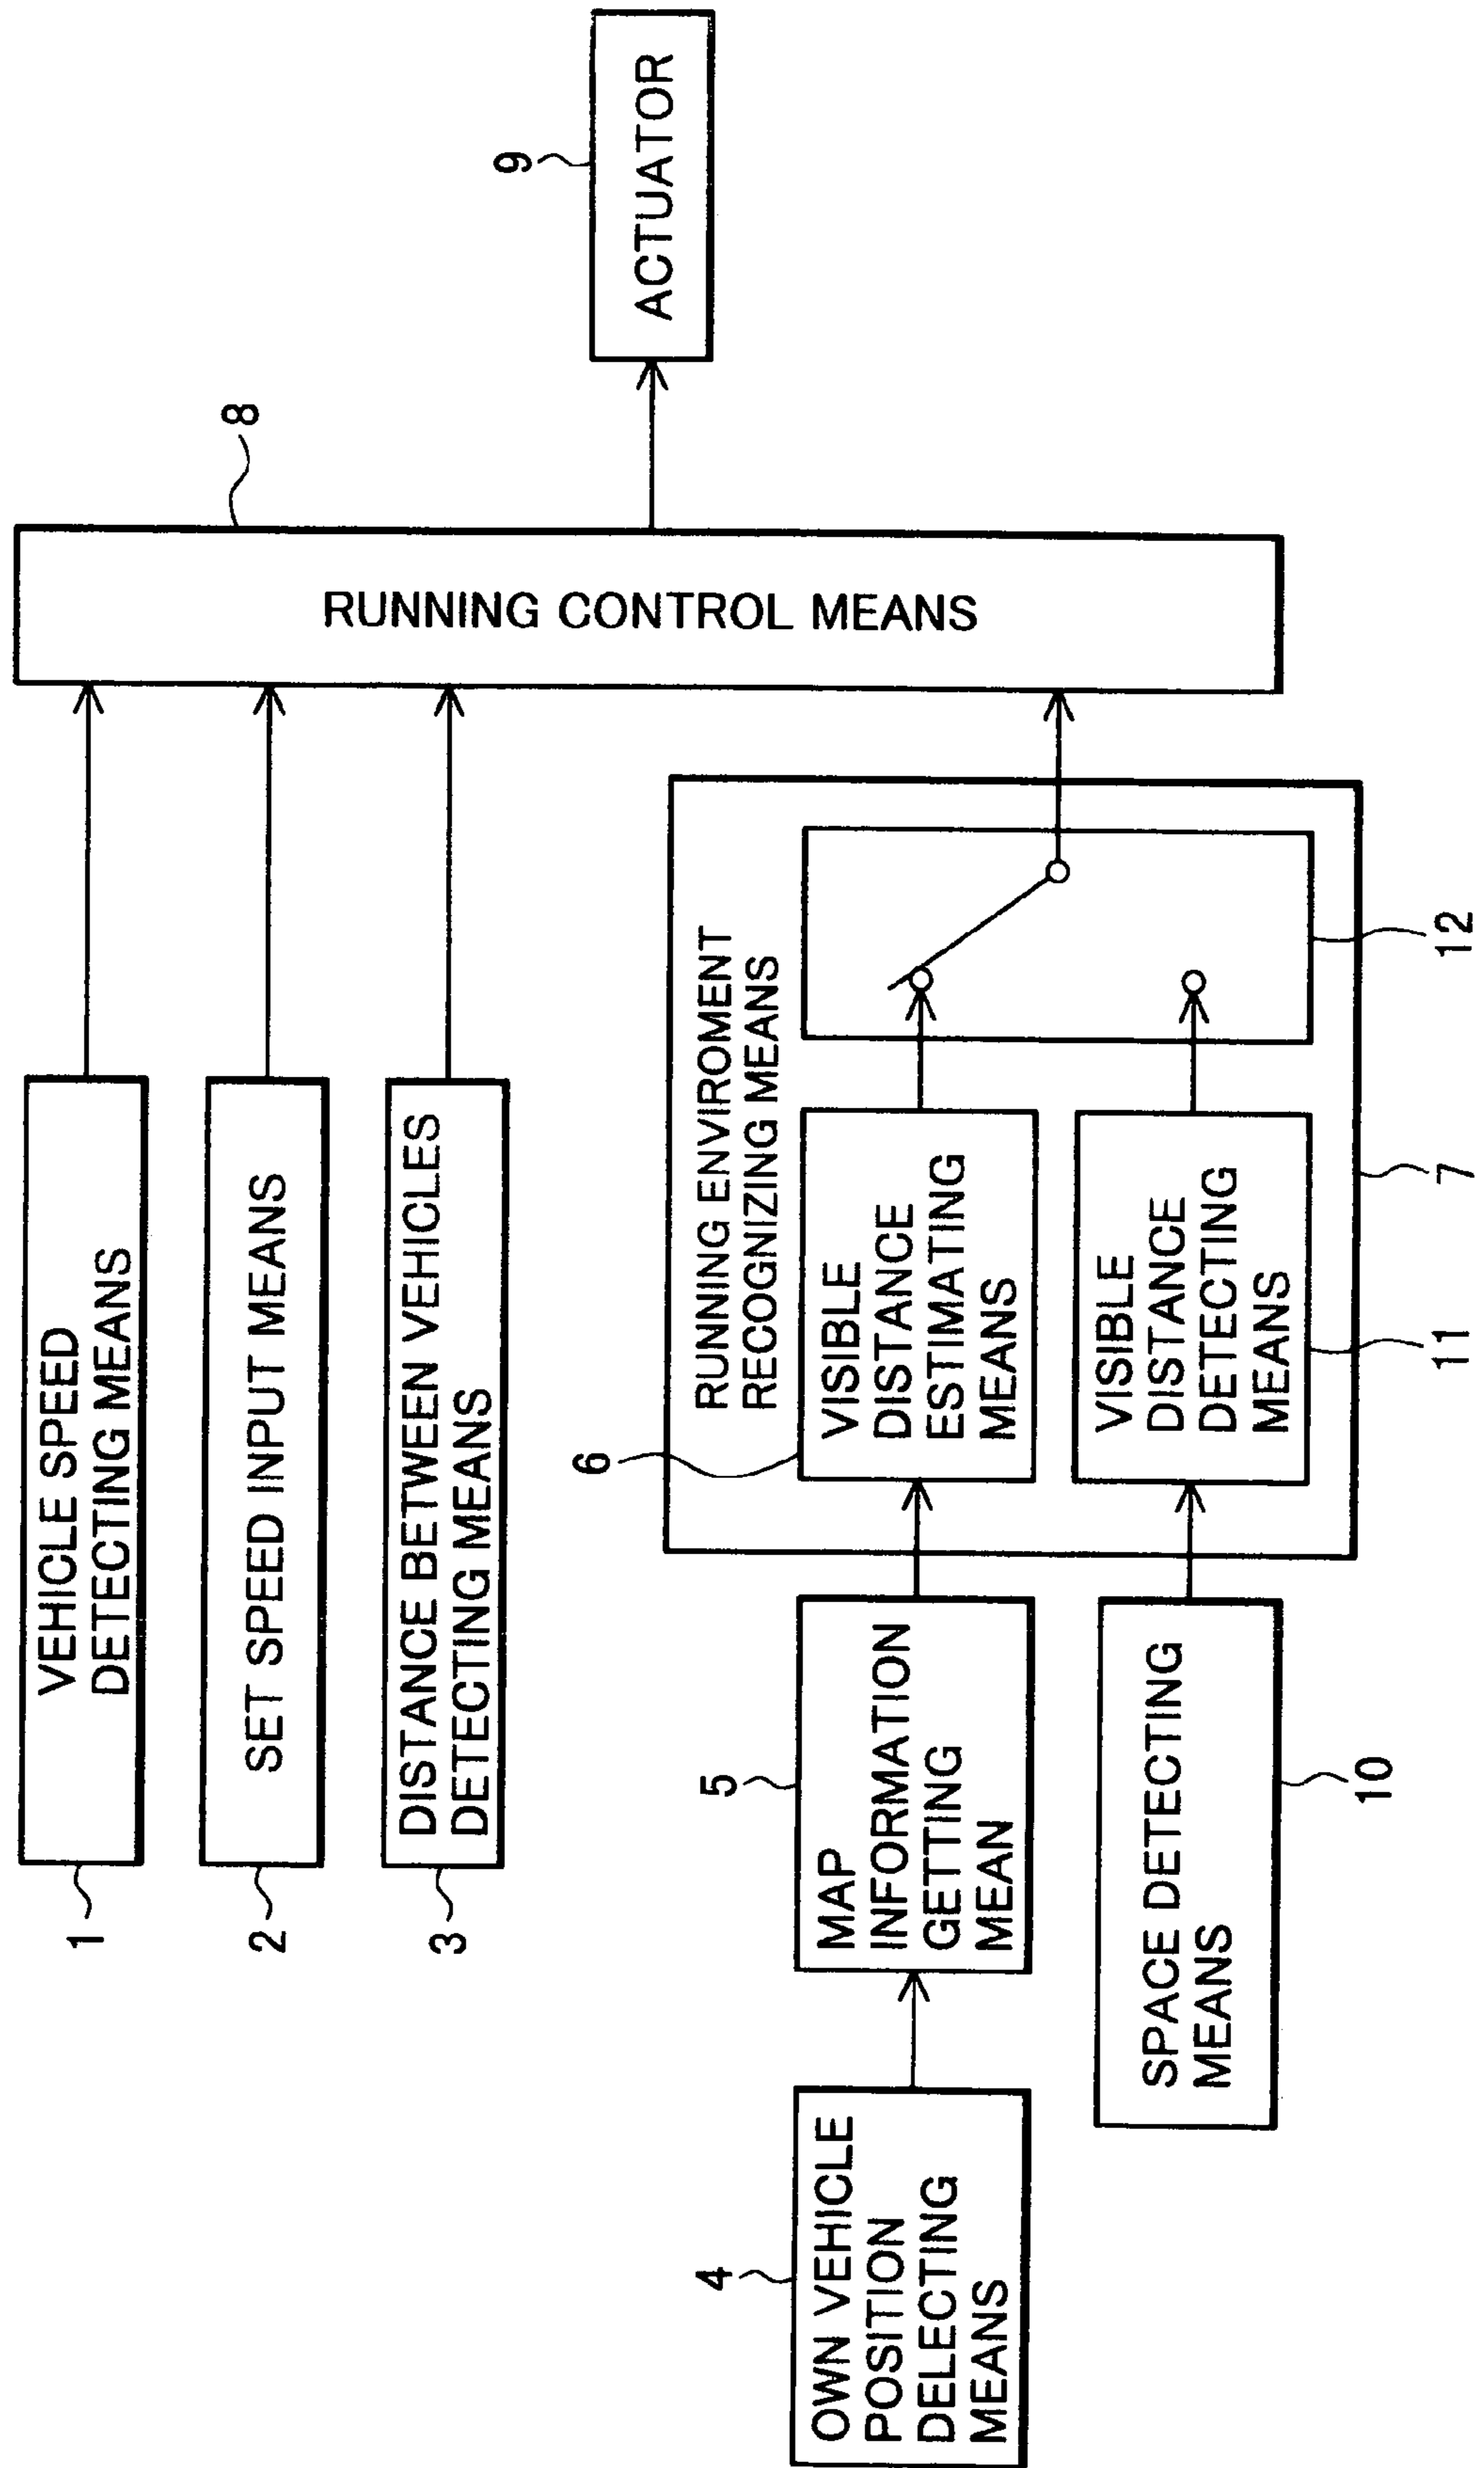 1
VEHICLE SPEED
DETECTING MEANS
2
SET SPEED INPUT MEANS
3
DISTANCE BETWEEN VEHICLES
DETECTING MEANS
4
OWN VEHICLE
POSITION
DELECTING
MEANS
5
MAP
INFORMATION
GETTING
MEAN
RUNNING ENVIROMENT
RECOGNIZING MEANS
6
VISIBLE
DISTANCE
ESTIMATING
MEANS
10
SPACE DETECTING
MEANS
VISIBLE
DISTANCE
DETECTING
MEANS
11
7
12
8
RUNNING CONTROL MEANS
9
ACTUATOR